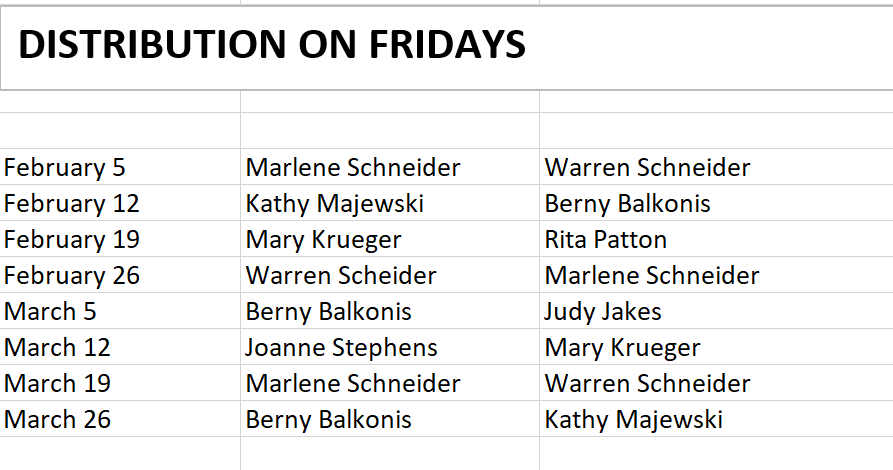 DISTRIBUTION ON FRIDAYS
February 5 Marlene Schneider Warren Schneider
February 12 Kathy Majewski Berny Balkonis
February 19 Mary Krueger Rita Patton
February 26 Warren Scheider Marlene Schneider
March 5 Berny Balkonis Judy Jakes
March 12 Joanne Stephens Mary Krueger
March 19 Marlene Schneider Warren Schneider
March 26 Berny Balkonis Kathy Majewski